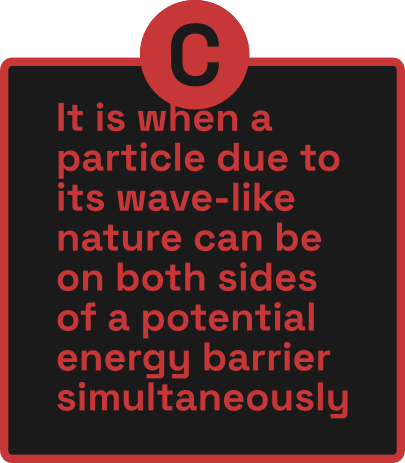 C
It is when a
particle due to
its wave-like
nature can be
on both sides
of a potential
energy barrier
simultaneously